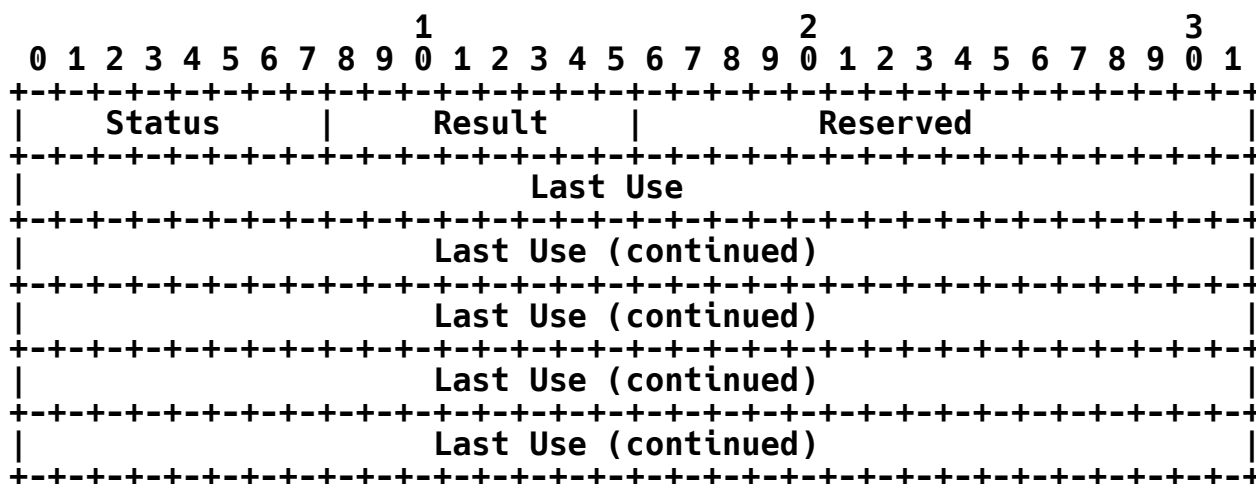 1                   2                   3
 0 1 2 3 4 5 6 7 8 9 0 1 2 3 4 5 6 7 8 9 0 1 2 3 4 5 6 7 8 9 0 1
+-+-+-+-+-+-+-+-+-+-+-+-+-+-+-+-+-+-+-+-+-+-+-+-+-+-+-+-+-+-+-+-+
|    Status     |     Result    |         Reserved              |
+-+-+-+-+-+-+-+-+-+-+-+-+-+-+-+-+-+-+-+-+-+-+-+-+-+-+-+-+-+-+-+-+
|                          Last Use                             |
+-+-+-+-+-+-+-+-+-+-+-+-+-+-+-+-+-+-+-+-+-+-+-+-+-+-+-+-+-+-+-+-+
|                     Last Use (continued)                      |
+-+-+-+-+-+-+-+-+-+-+-+-+-+-+-+-+-+-+-+-+-+-+-+-+-+-+-+-+-+-+-+-+
|                     Last Use (continued)                      |
+-+-+-+-+-+-+-+-+-+-+-+-+-+-+-+-+-+-+-+-+-+-+-+-+-+-+-+-+-+-+-+-+
|                     Last Use (continued)                      |
+-+-+-+-+-+-+-+-+-+-+-+-+-+-+-+-+-+-+-+-+-+-+-+-+-+-+-+-+-+-+-+-+
|                     Last Use (continued)                      |
+-+-+-+-+-+-+-+-+-+-+-+-+-+-+-+-+-+-+-+-+-+-+-+-+-+-+-+-+-+-+-+-+